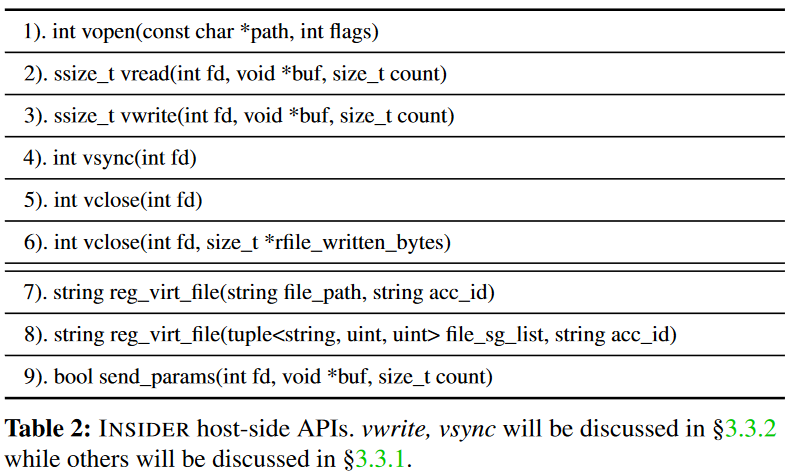 1). int vopen(const char *path, int flags)
2). ssize_t vread(int fd, void *buf, size_t count)
3). ssize_t vwrite(int fd, void *buf, size_t count)
4). int vsync(int fd)
5). int vclose(int fd)
6). int vclose(int fd, size_t *rfile_written_bytes)
7). string reg_virt_file(string file_path, string acc_id)
8). string reg_virt_file(tuple<string, uint, uint> file_sg_list, string acc_id)
9). bool send_params(int fd, void *buf, size_t count)
Table 2: INSIDER host-side APIs. vwrite, vsync will be discussed in §3.3.2
while others will be discussed in §3.3.1.